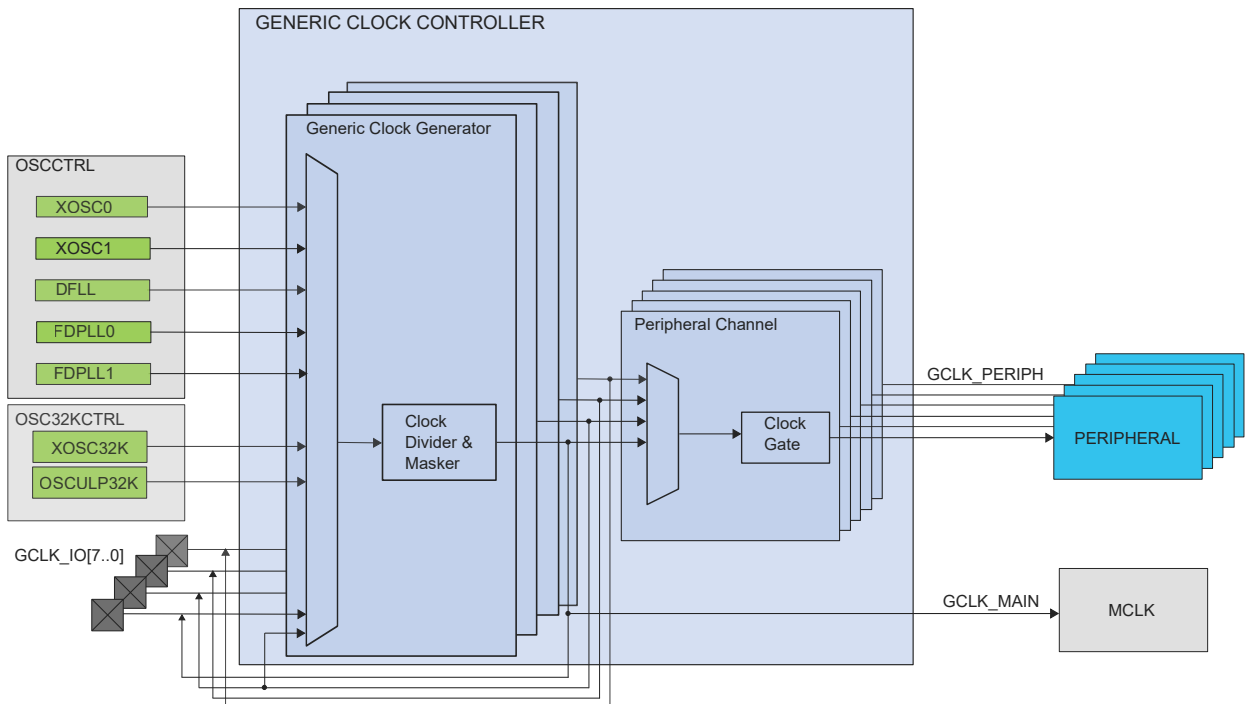 GENERIC CLOCK CONTROLLER
Generic Clock Generator
OSCCTRL
XOSC0
XOSC1
DFLL
FDPLL0
FDPLL1
OSC32KCTRL
XOSC32K
OSCULP32K
GCLK_IO[7..0]
Clock
Divider &
Masker
Peripheral Channel
Clock
Gate
GCLK_PERIPH
PERIPHERAL
GCLK_MAIN
MCLK